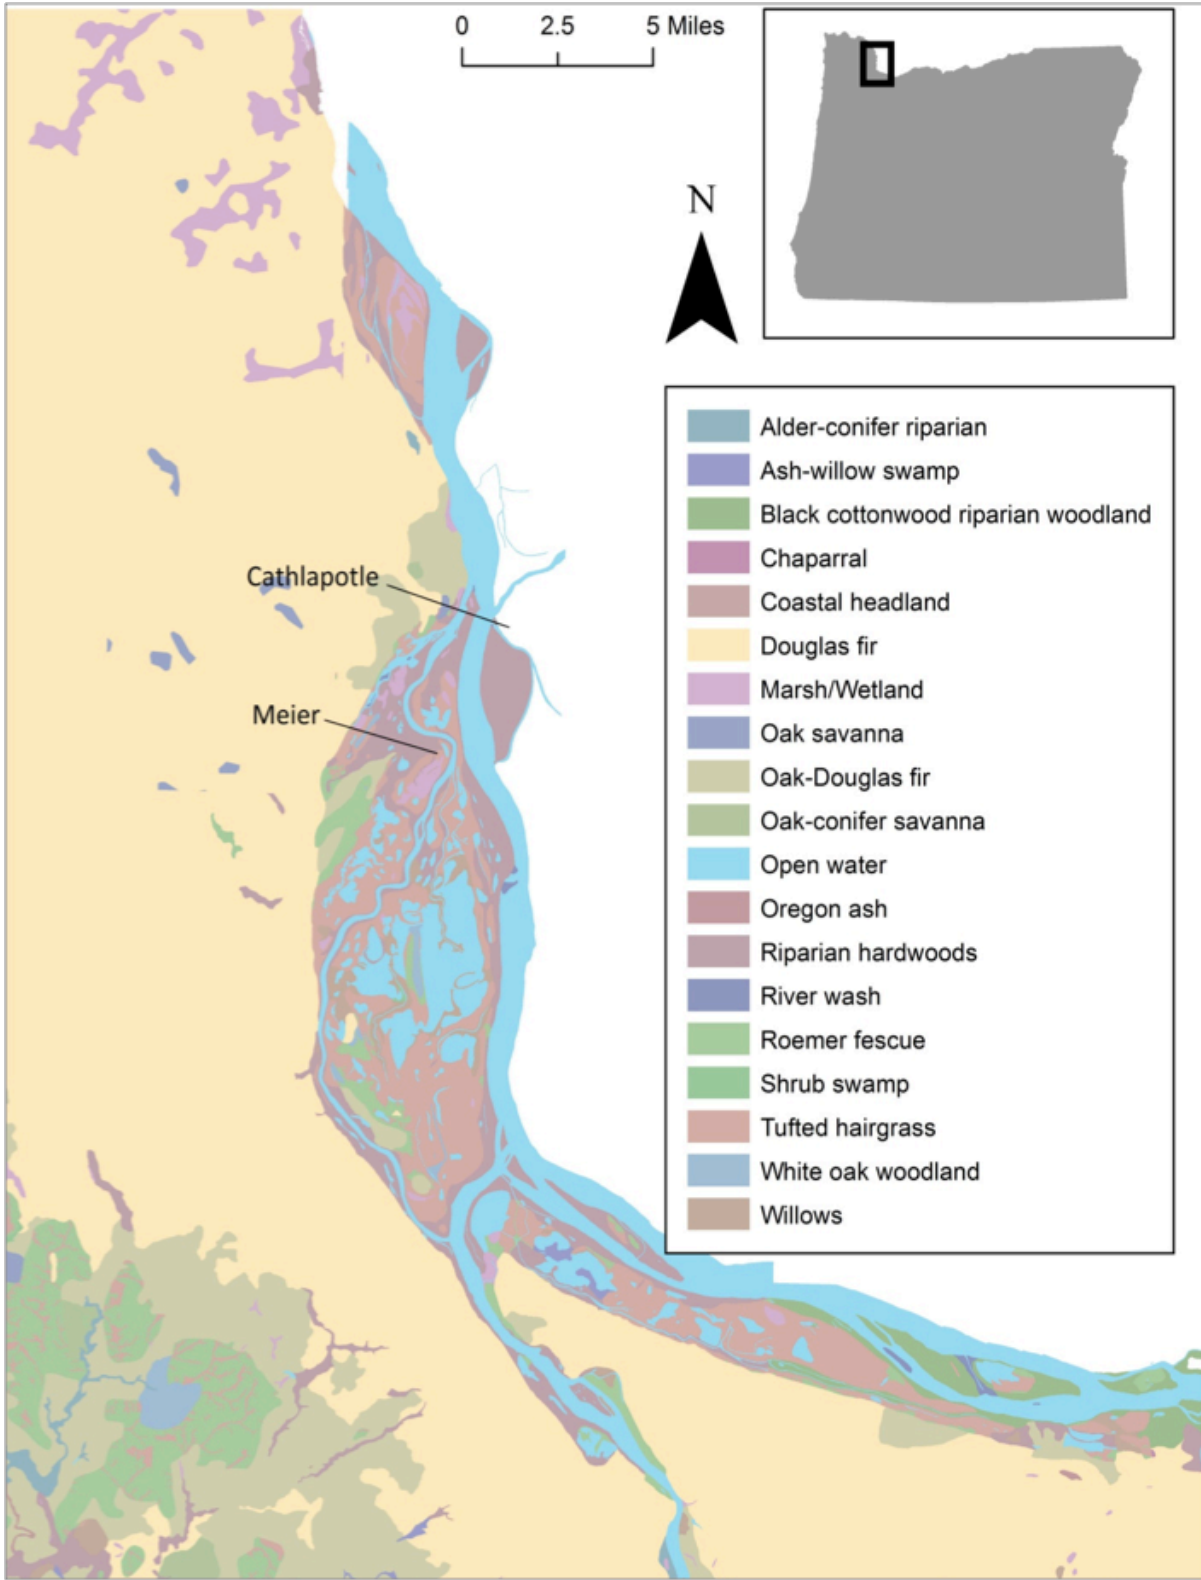 0 2.5 5 Miles
N
Cathlapotle
Meier
Alder-conifer riparian
Ash-willow swamp
Black cottonwood riparian woodland
Chaparral
Coastal headland
Douglas fir
Marsh/Wetland
Oak savanna
Oak-Douglas fir
Oak-conifer savanna
Open water
Oregon ash
Riparian hardwoods
River wash
Roemer fescue
Shrub swamp
Tufted hairgrass
White oak woodland
Willows